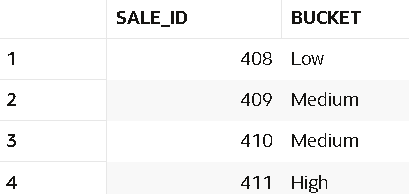 SALE_ID BUCKET
1 408 Low
2 409 Medium
3 410 Medium
4 411 High